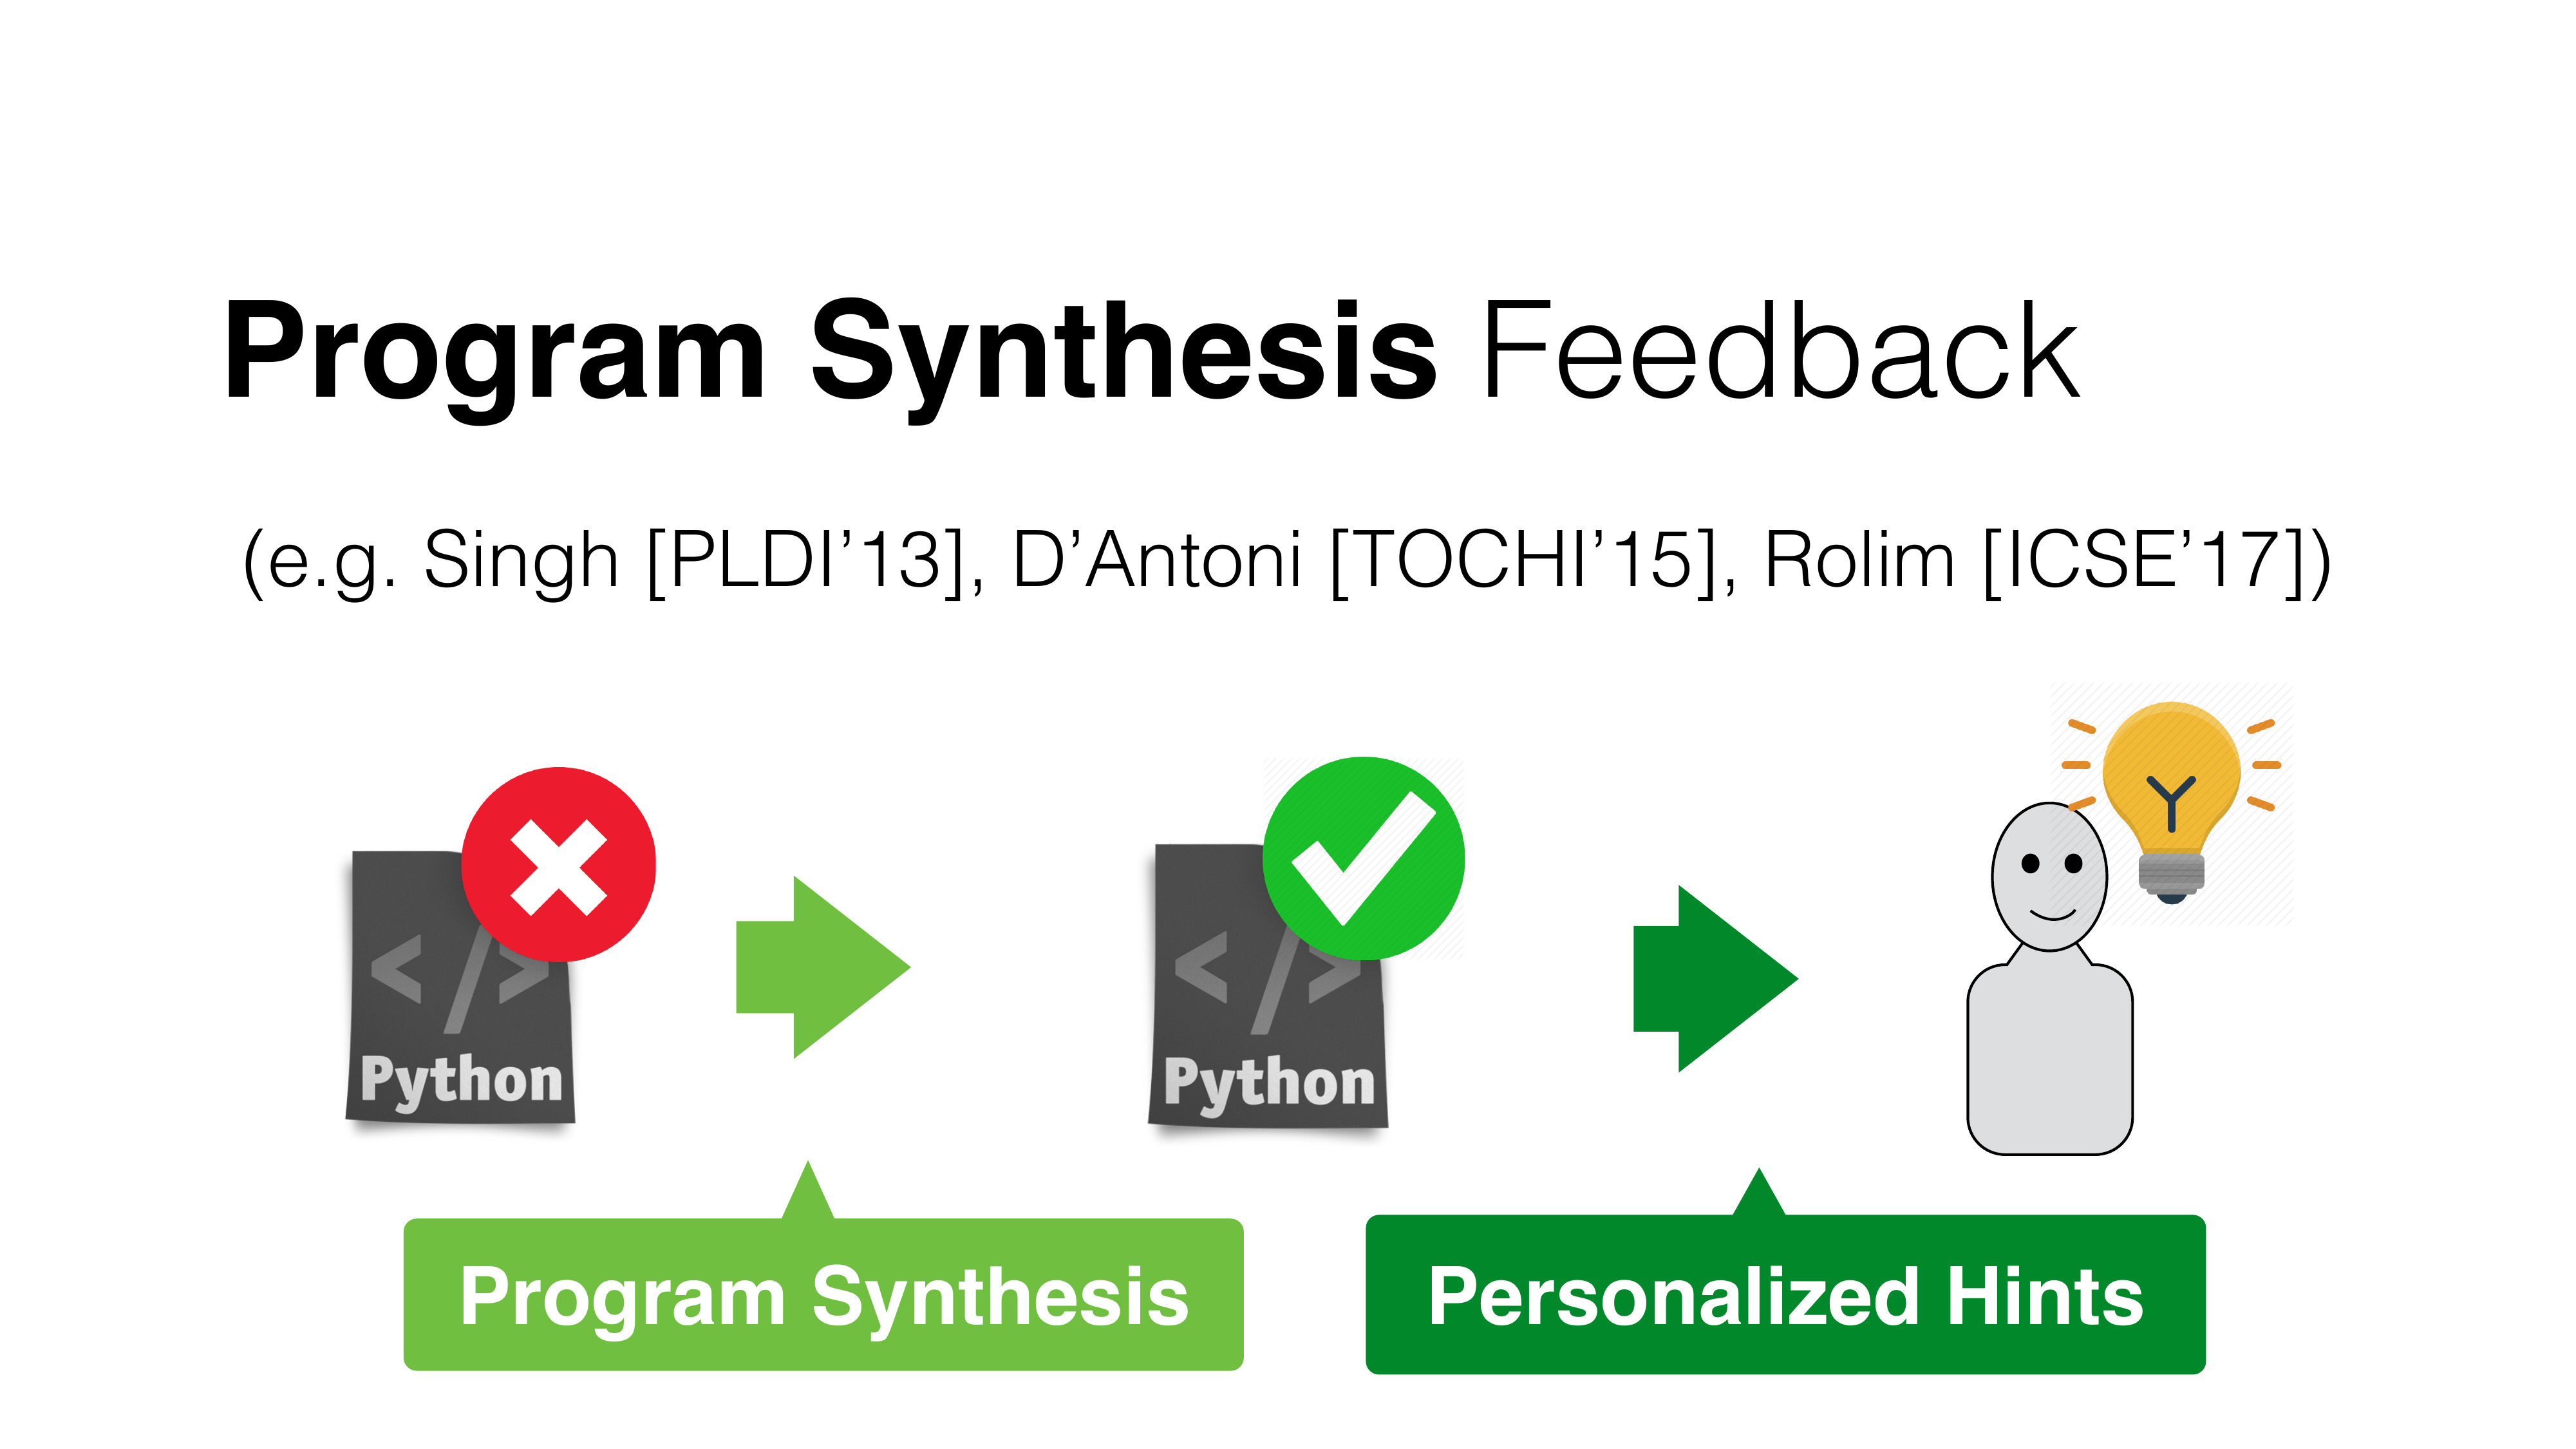 Program Synthesis Feedback
(e.g. Singh [PLDI’13], D’Antoni [TOCHI’15], Rolim [ICSE’17])
</>
Python
</>
Python
Program Synthesis
Personalized Hints